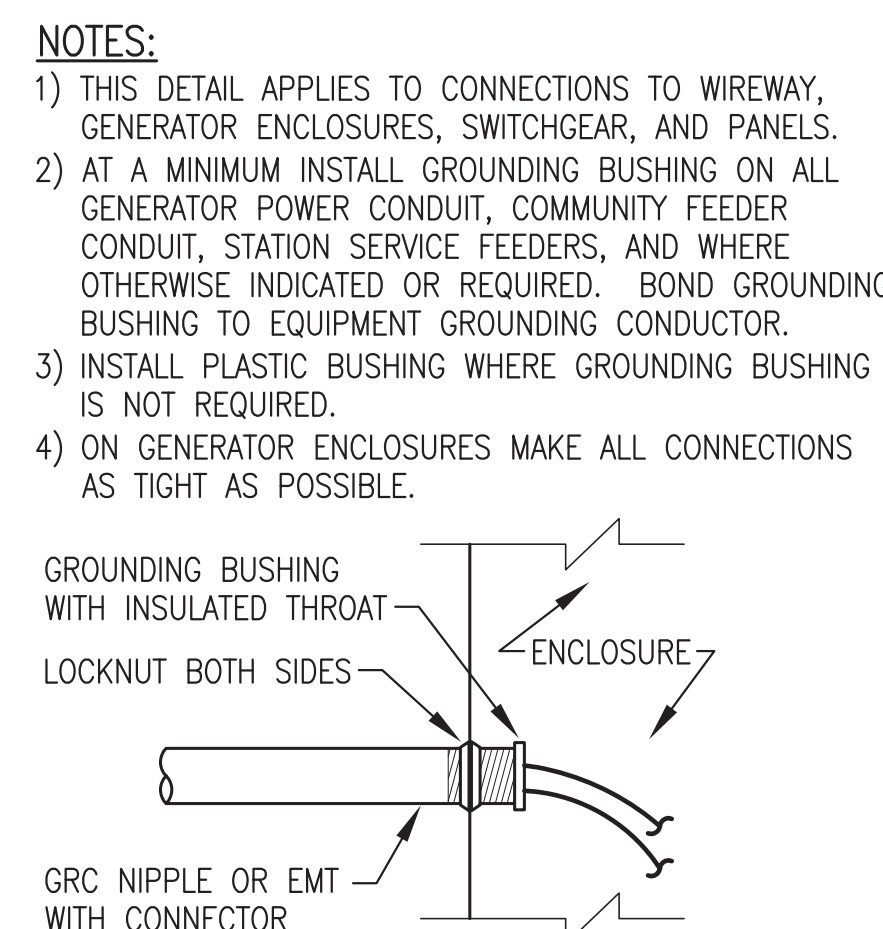 NOTES:
1) THIS DETAIL APPLIES TO CONNECTIONS TO WIREWAY,
GENERATOR ENCLOSURES, SWITCHGEAR, AND PANELS.
2) AT A MINIMUM INSTALL GROUNDING BUSHING ON ALL
GENERATOR POWER CONDUIT, COMMUNITY FEEDER
CONDUIT, STATION SERVICE FEEDERS, AND WHERE
OTHERWISE INDICATED OR REQUIRED. BOND GROUNDING
BUSHING TO EQUIPMENT GROUNDING CONDUCTOR.
3) INSTALL PLASTIC BUSHING WHERE GROUNDING BUSHING
IS NOT REQUIRED.
4) ON GENERATOR ENCLOSURES MAKE ALL CONNECTIONS
AS TIGHT AS POSSIBLE.
GROUNDING BUSHING
WITH INSULATED THROAT
ENCLOSURE
LOCKNUT BOTH SIDES
GRC NIPPLE OR EMT
WITH CONNECTOR